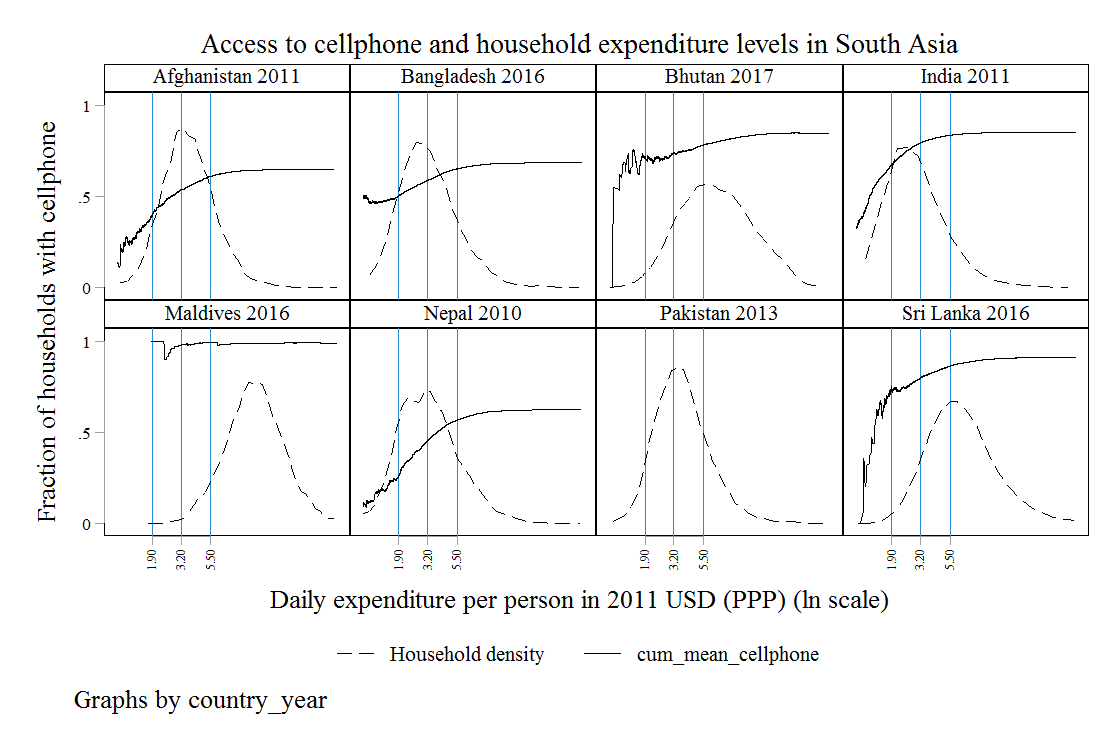 Access to cellphone and household expenditure levels in South Asia
Afghanistan 2011
Bangladesh 2016
Bhutan 2017
India 2011
1
.5
0
Maldives 2016
Nepal 2010
Pakistan 2013
Sri Lanka 2016
1
.5
0
Fraction of households with cellphone
1.90 3.20 5.50
1.90 3.20 5.50
1.90 3.20 5.50
1.90 3.20 5.50
Daily expenditure per person in 2011 USD (PPP) (ln scale)
Household density
cum_mean_cellphone
Graphs by country_year